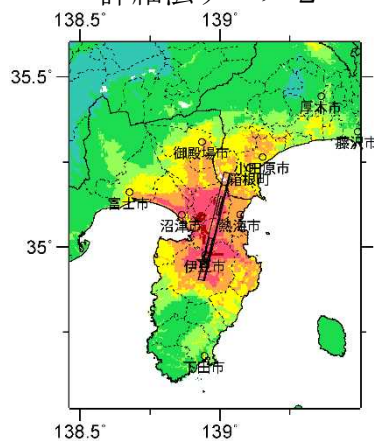 138.5° 139°
35.5°
厚木市
藤沢市
御殿場市
小田原市
箱根町
富士市
沼津市 熱海市
35°
伊豆市
下田市
138.5° 139°